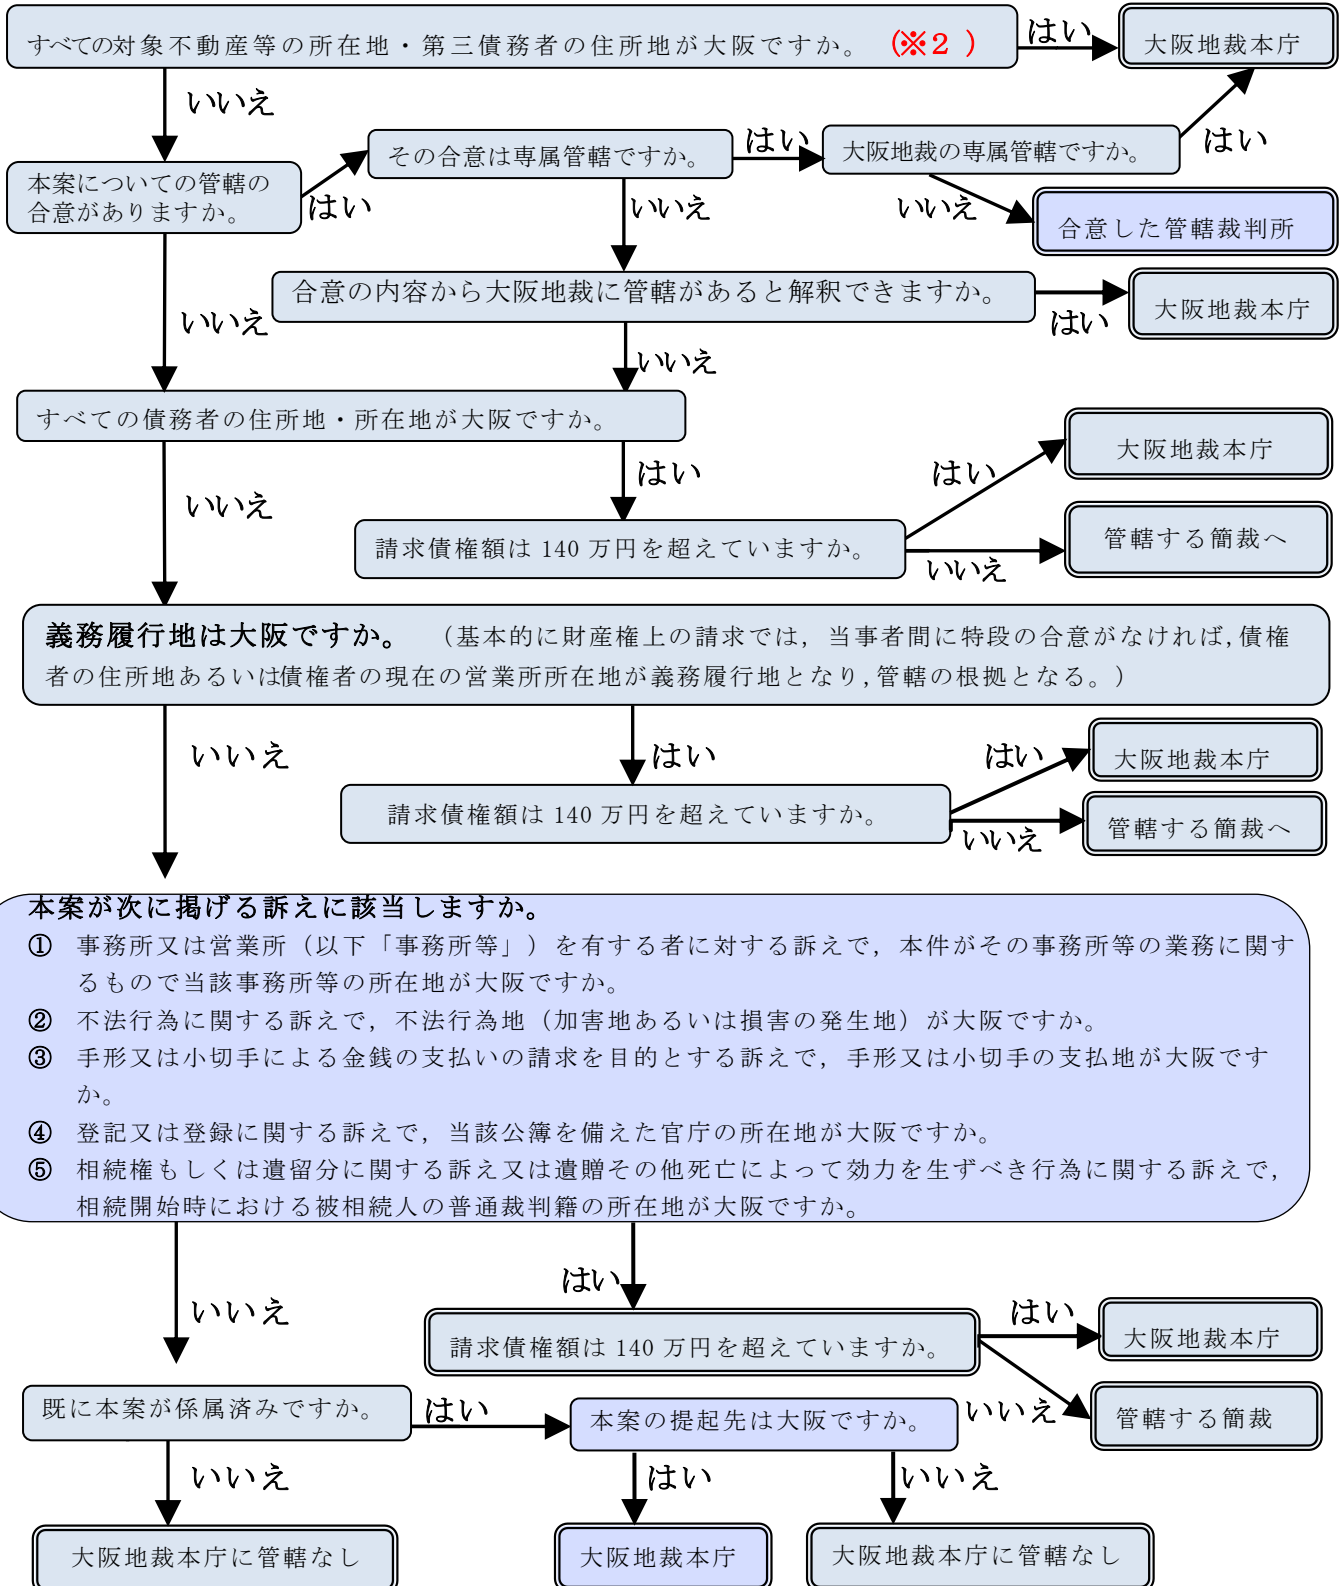 すべての対象不動産等の所在地・第三債務者の住所地が大阪ですか。 (※2 )
はい
大阪地裁本庁
いいえ
その合意は専属管轄ですか。
はい
大阪地裁の専属管轄ですか。
はい
本案についての管轄の
合意がありますか。
はい
いいえ
いいえ
合意した管轄裁判所
合意の内容から大阪地裁に管轄があると解釈できますか。
はい
大阪地裁本庁
いいえ
いいえ
すべての債務者の住所地・所在地が大阪ですか。
はい
はい
大阪地裁本庁
いいえ
請求債権額は 140 万円を超えていますか。
いいえ
管轄する簡裁へ
義務履行地は大阪ですか。 (基本的に財産権上の請求では，当事者間に特段の合意がなければ，債権
者の住所地あるいは債権者の現在の営業所所在地が義務履行地となり，管轄の根拠となる。)
いいえ
はい
はい
大阪地裁本庁
請求債権額は 140 万円を超えていますか。
いいえ
管轄する簡裁へ
本案が次に掲げる訴えに該当しますか。
① 事務所又は営業所（以下「事務所等」）を有する者に対する訴えで，本件がその事務所等の業務に関す
るもので当該事務所等の所在地が大阪ですか。
② 不法行為に関する訴えで，不法行為地（加害地あるいは損害の発生地）が大阪ですか。
③ 手形又は小切手による金銭の支払いの請求を目的とする訴えで，手形又は小切手の支払地が大阪です
か。
④ 登記又は登録に関する訴えで，当該公簿を備えた官庁の所在地が大阪ですか。
⑤ 相続権もしくは遺留分に関する訴え又は遺贈その他死亡によって効力を生ずべき行為に関する訴えで，
相続開始時における被相続人の普通裁判籍の所在地が大阪ですか。
いいえ
はい
請求債権額は 140 万円を超えていますか。
はい
大阪地裁本庁
いいえ
管轄する簡裁
既に本案が係属済みですか。
はい
本案の提起先は大阪ですか。
いいえ
はい
いいえ
大阪地裁本庁に管轄なし
大阪地裁本庁
大阪地裁本庁に管轄なし